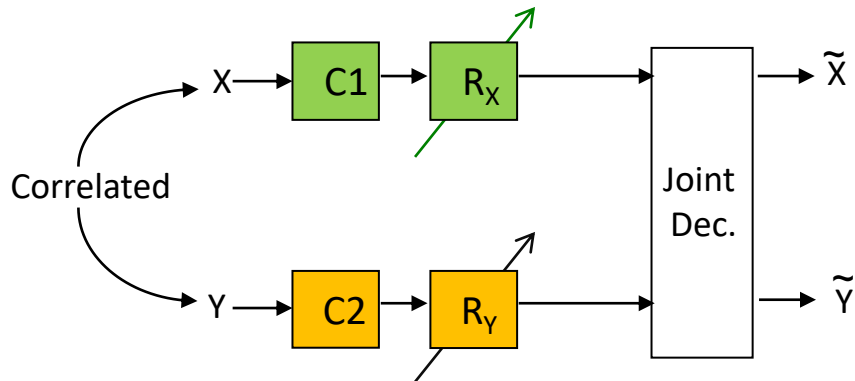 X C1 R_X X̃
Correlated
Joint
Dec.
Y C2 R_Y Ỹ